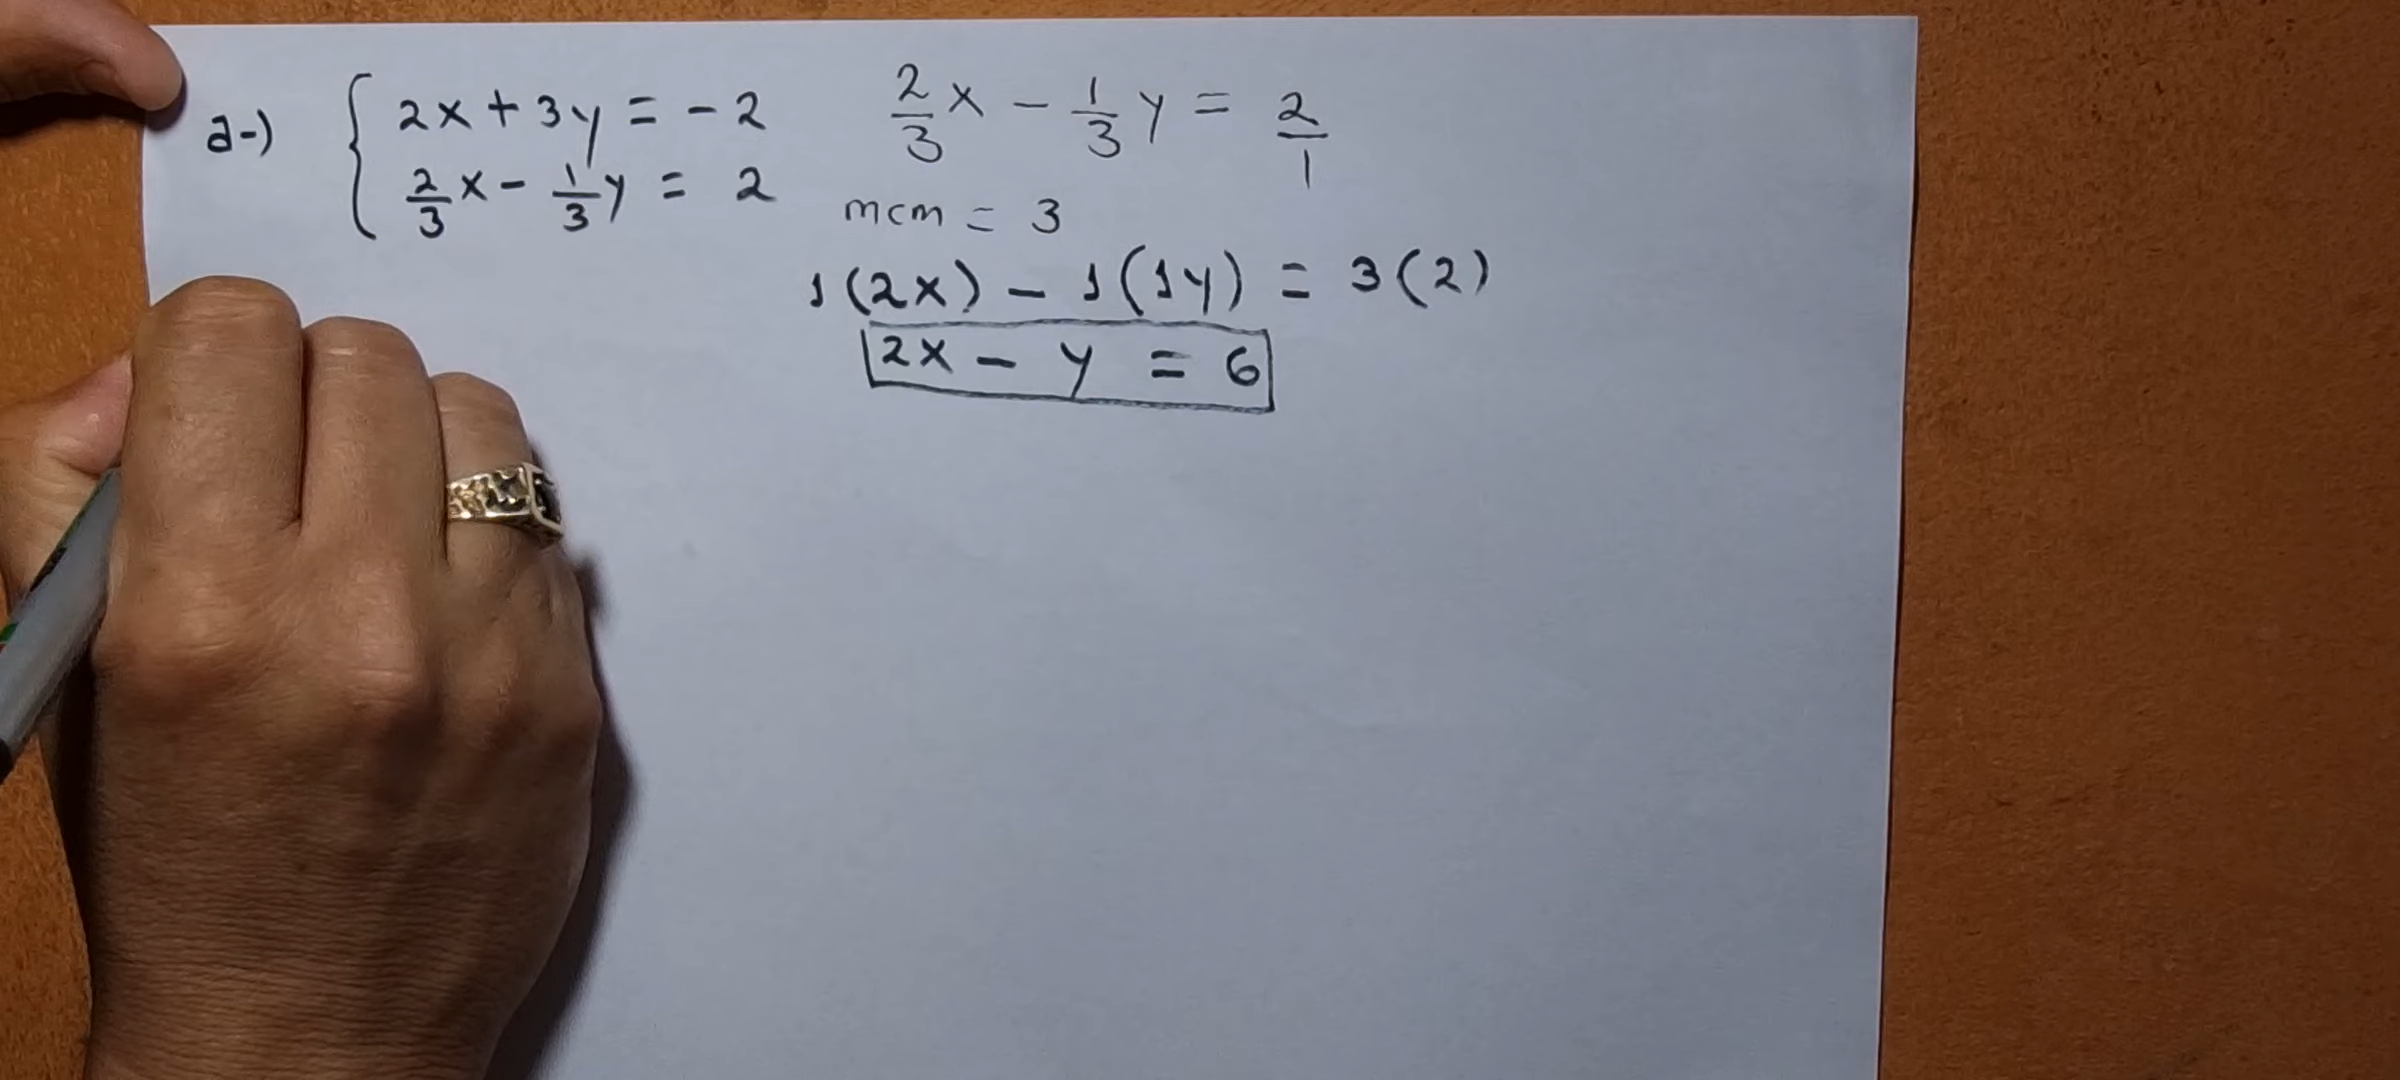 a-) { 2x + 3y = - 2
2/3 x - 1/3 y = 2
2/3 x - 1/3 y = 2/1
mcm = 3
1(2x) - 1(1y) = 3(2)
2x - y = 6